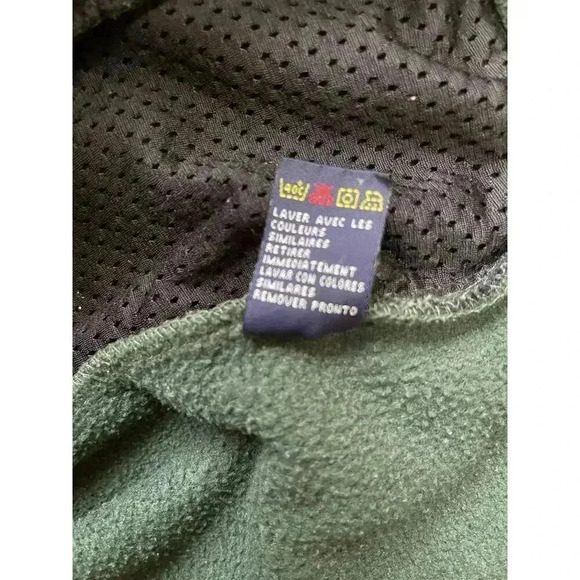 40°C
LAVER AVEC LES
COULEURS
SIMILAIRES
RETIRER
IMMEDIATEMENT
LAVAR CON COLORES
SIMILARES
REMOVER PRONTO